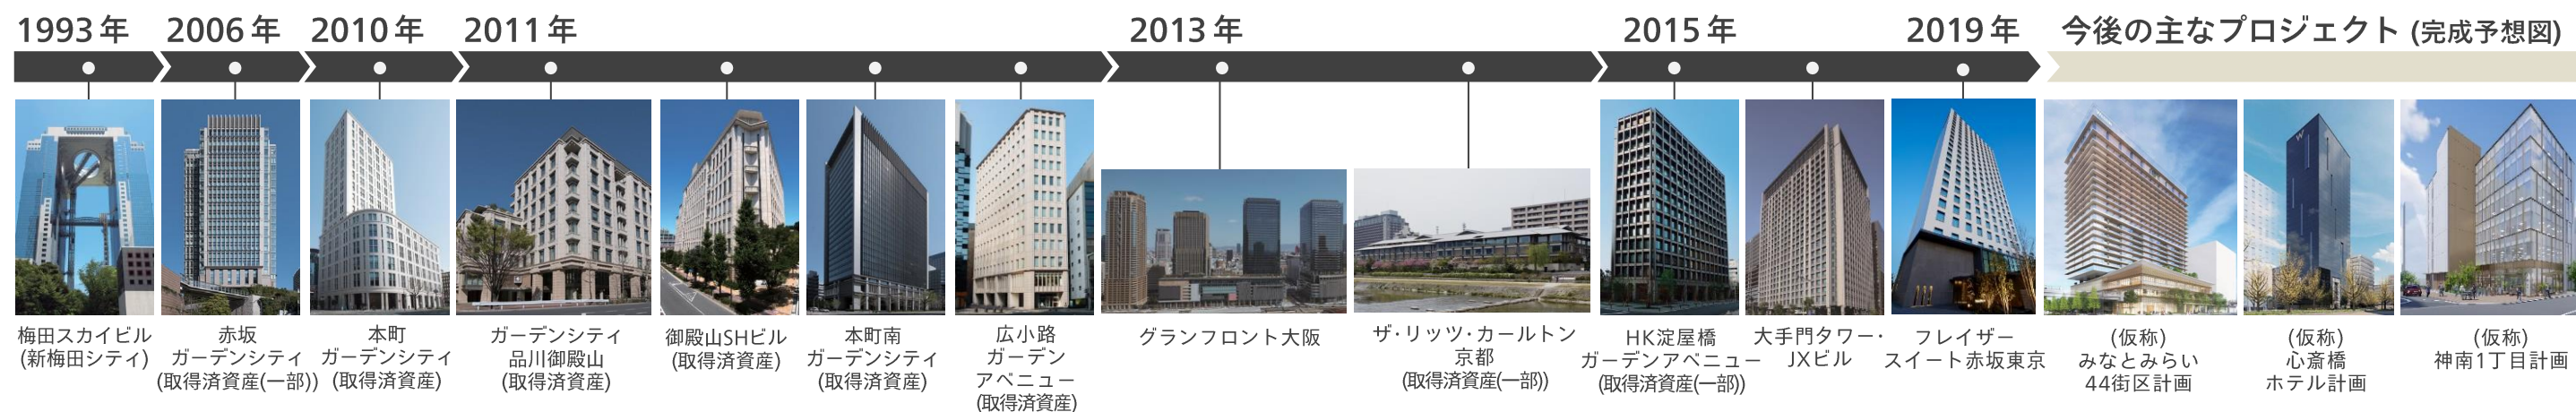 1993年
2006年
2010年
2011年
2013年
2015年
2019年
今後の主なプロジェクト (完成予想図)
梅田スカイビル
(新梅田シティ)
赤坂
ガーデンシティ
(取得済資産(一部))
本町
ガーデンシティ
(取得済資産)
ガーデンシティ
品川御殿山
(取得済資産)
御殿山SHビル
(取得済資産)
本町南
ガーデンシティ
(取得済資産)
広小路
ガーデン
アベニュー
(取得済資産)
グランフロント大阪
ザ・リッツ・カールトン
京都
(取得済資産(一部))
HK淀屋橋
ガーデンアベニュー
(取得済資産(一部))
大手門タワー・
JXビル
フレイザー
スイート赤坂東京
(仮称)
みなとみらい
44街区計画
(仮称)
心斎橋
ホテル計画
(仮称)
神南1丁目計画
W